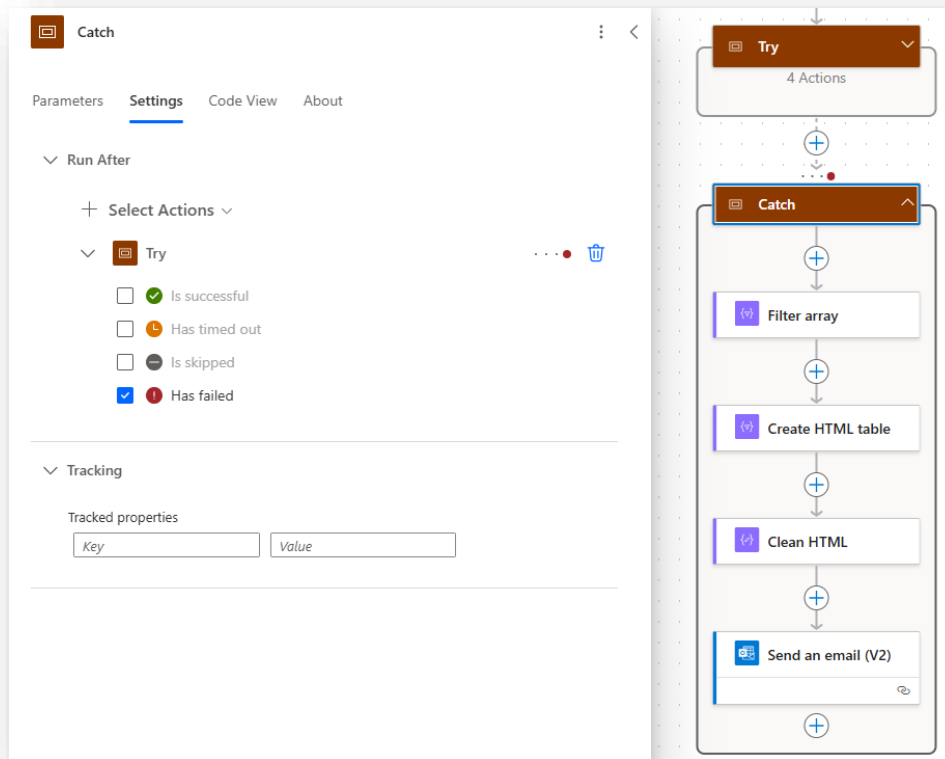 Catch
Parameters Settings Code View About
Run After
Select Actions
Try
Is successful
Has timed out
Is skipped
Has failed
Tracking
Tracked properties
Key Value
Try
4 Actions
Catch
Filter array
Create HTML table
Clean HTML
Send an email (V2)